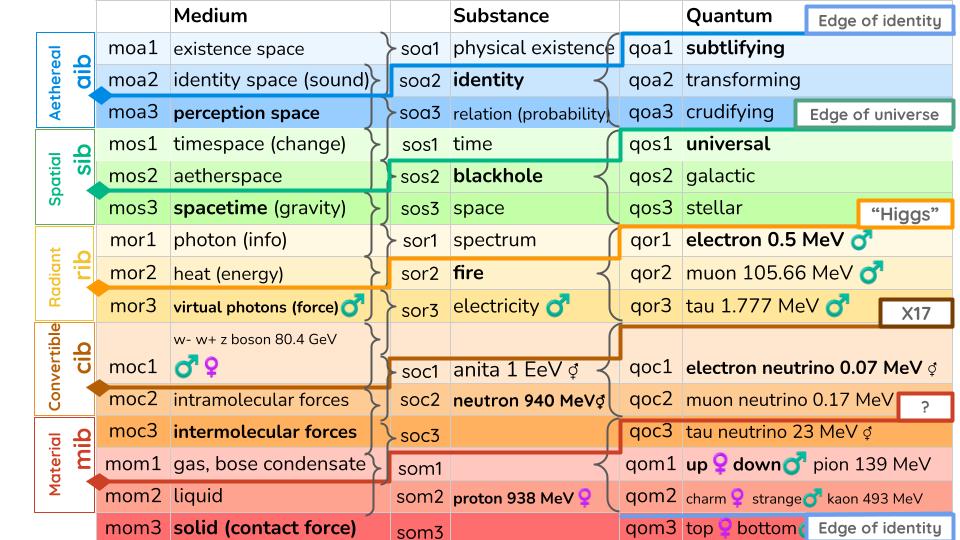 Medium Substance Quantum Edge of identity
moa1 existence space soa1 physical existence qoa1 subtlifying
moa2 identity space (sound) soa2 identity qoa2 transforming
moa3 perception space soa3 relation (probability) qoa3 crudifying Edge of universe
Aethereal aib
mos1 timespace (change) sos1 time qos1 universal
mos2 aetherspace sos2 blackhole qos2 galactic
mos3 spacetime (gravity) sos3 space qos3 stellar "Higgs"
Spatial sib
mor1 photon (info) sor1 spectrum qor1 electron 0.5 MeV ♂
mor2 heat (energy) sor2 fire qor2 muon 105.66 MeV ♂
mor3 virtual photons (force) ♂ sor3 electricity ♂ qor3 tau 1.777 MeV ♂ X17
Radiant rib
w- w+ z boson 80.4 GeV
moc1 ♂ ♀ soc1 anita 1 EeV ⚥ qoc1 electron neutrino 0.07 MeV ⚥
moc2 intramolecular forces soc2 neutron 940 MeV⚥ qoc2 muon neutrino 0.17 MeV ?
moc3 intermolecular forces soc3 qoc3 tau neutrino 23 MeV ⚥
Convertible cib
mom1 gas, bose condensate som1 qom1 up ♀ down ♂ pion 139 MeV
mom2 liquid som2 proton 938 MeV ♀ qom2 charm ♀ strange ♂ kaon 493 MeV
mom3 solid (contact force) som3 qom3 top ♀ bottom Edge of identity
Material mib